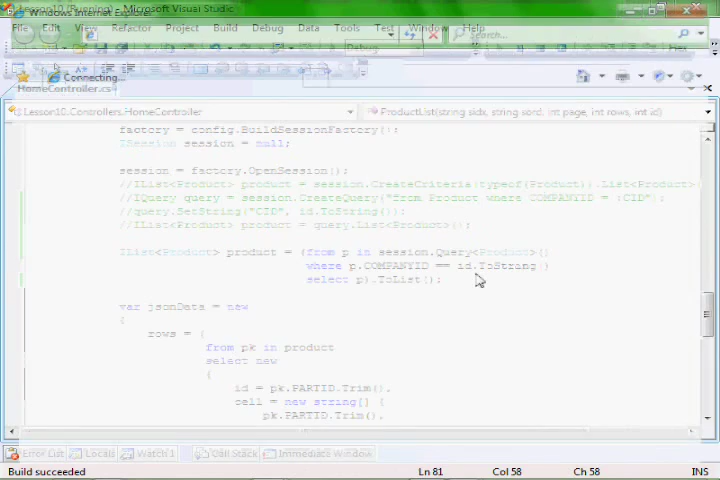 Lesson10 (Running) - Microsoft Visual Studio
Windows Internet Explorer
File Edit View Refactor Project Build Debug Data Tools Test Window Help
Search...
Debug
Hex
Connecting...
HomeController.cs
Lesson10.Controllers.HomeController ProductList(string sidx, string sord, int page, int rows, int id)
factory = config.BuildSessionFactory();
ISession session = null;
session = factory.OpenSession();
//IList<Product> product = session.CreateCriteria(typeof(Product)).List<Product>
//IQuery query = session.CreateQuery("from Product where COMPANYID = :CID");
//query.SetString("CID", id.ToString());
//IList<Product> product = query.List<Product>();
IList<Product> product = (from p in session.Query<Product>()
where p.COMPANYID == id.ToString()
select p).ToList();
var jsonData = new
{
rows = (
from pk in product
select new
{
id = pk.PARTID.Trim(),
cell = new string[] {
pk.PARTID.Trim(),
Error List Locals Watch 1 Call Stack Immediate Window
Build succeeded Ln 81 Col 58 Ch 58 INS